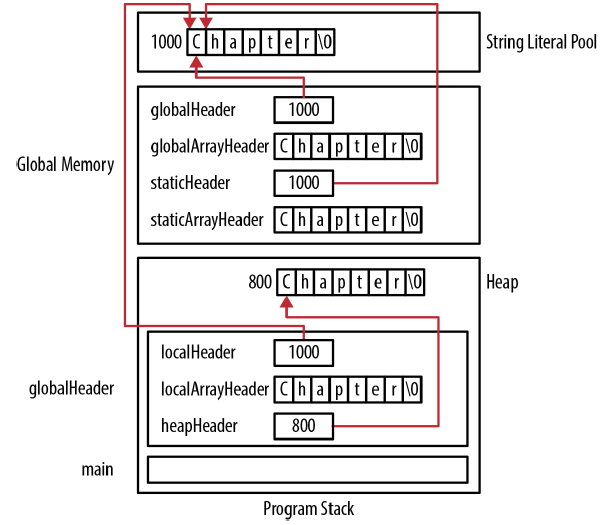 1000 C h a p t e r \0 String Literal Pool
globalHeader 1000
globalArrayHeader C h a p t e r \0
Global Memory
staticHeader 1000
staticArrayHeader C h a p t e r \0
800 C h a p t e r \0 Heap
localHeader 1000
globalHeader
localArrayHeader C h a p t e r \0
heapHeader 800
main
Program Stack